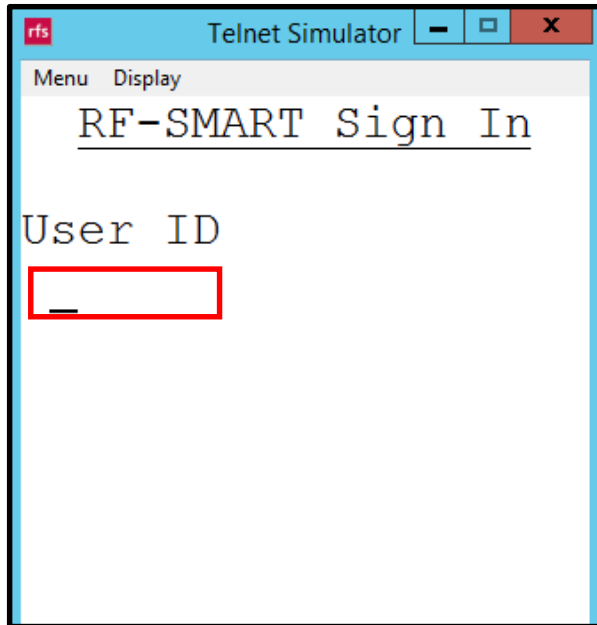 rfs Telnet Simulator
Menu Display
RF-SMART Sign In
User ID